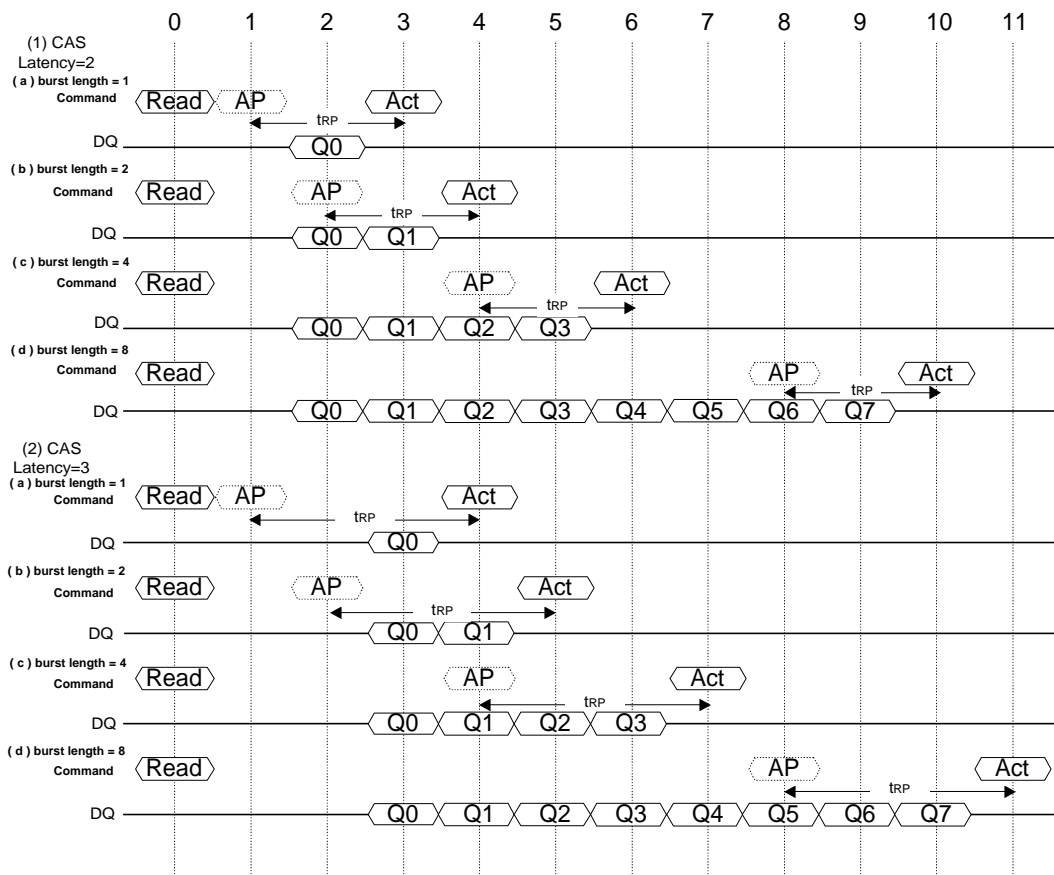 0 1 2 3 4 5 6 7 8 9 10 11
(1) CAS
Latency=2
( a ) burst length = 1
Command Read AP Act
tRP
DQ Q0
( b ) burst length = 2
Command Read AP Act
tRP
DQ Q0 Q1
( c ) burst length = 4
Command Read AP Act
tRP
DQ Q0 Q1 Q2 Q3
( d ) burst length = 8
Command Read AP Act
tRP
DQ Q0 Q1 Q2 Q3 Q4 Q5 Q6 Q7
(2) CAS
Latency=3
( a ) burst length = 1
Command Read AP Act
tRP
DQ Q0
( b ) burst length = 2
Command Read AP Act
tRP
DQ Q0 Q1
( c ) burst length = 4
Command Read AP Act
tRP
DQ Q0 Q1 Q2 Q3
( d ) burst length = 8
Command Read AP Act
tRP
DQ Q0 Q1 Q2 Q3 Q4 Q5 Q6 Q7